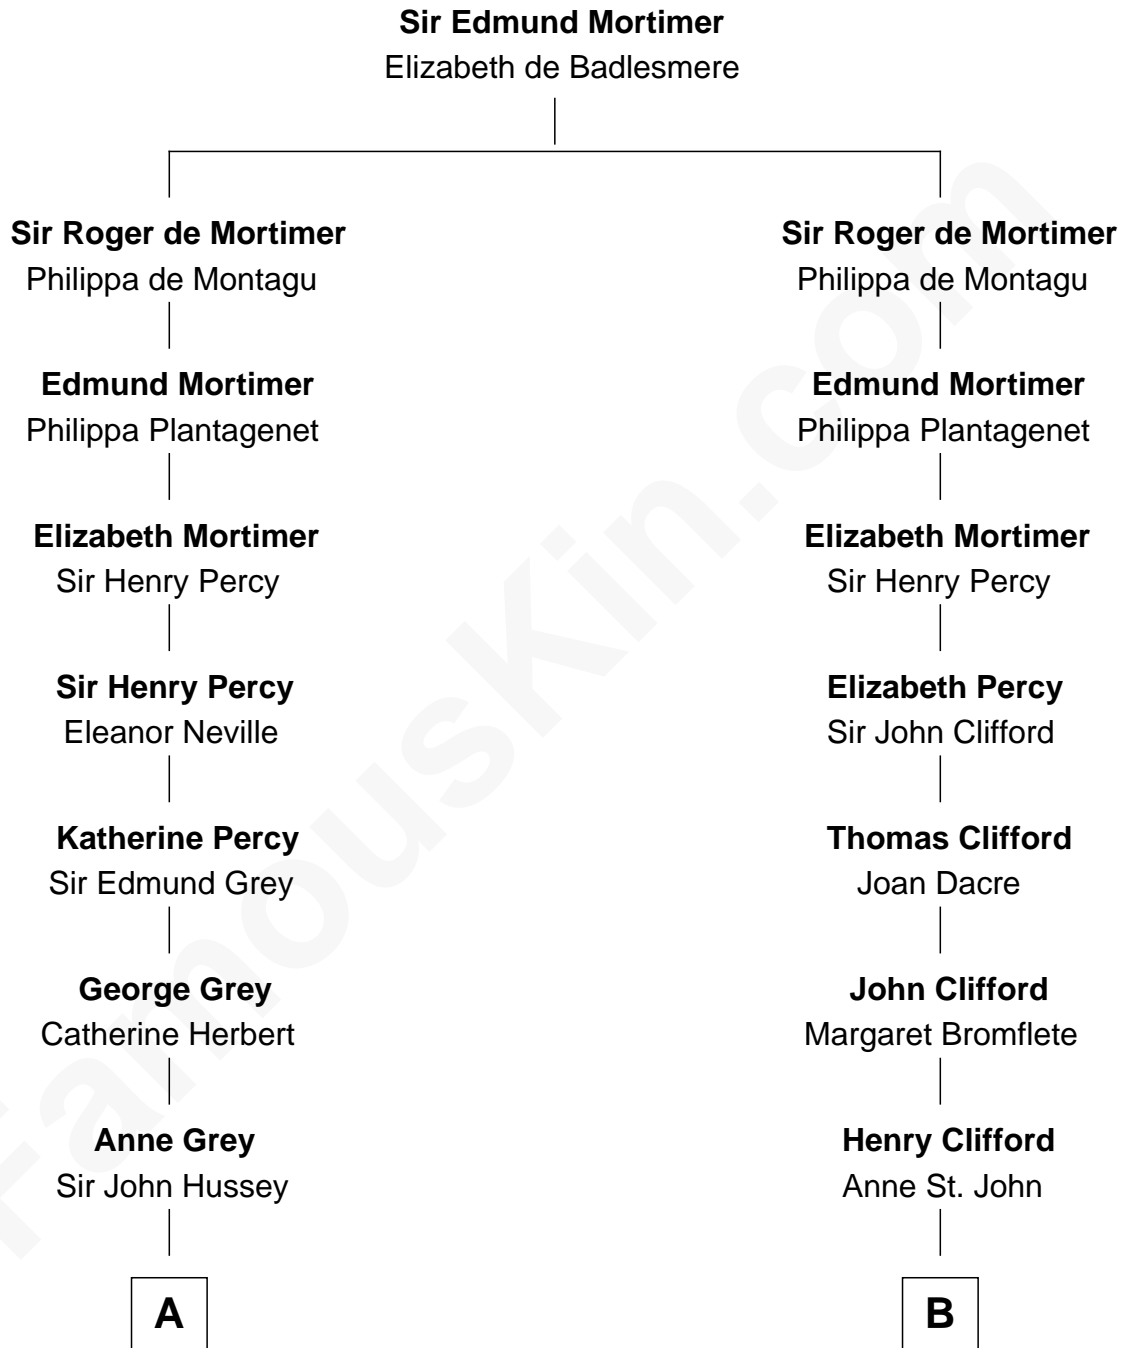 Sir Edmund Mortimer
Elizabeth de Badlesmere
Sir Roger de Mortimer
Philippa de Montagu
Edmund Mortimer
Philippa Plantagenet
Elizabeth Mortimer
Sir Henry Percy
Sir Henry Percy
Eleanor Neville
Katherine Percy
Sir Edmund Grey
George Grey
Catherine Herbert
Anne Grey
Sir John Hussey
A
Sir Roger de Mortimer
Philippa de Montagu
Edmund Mortimer
Philippa Plantagenet
Elizabeth Mortimer
Sir Henry Percy
Elizabeth Percy
Sir John Clifford
Thomas Clifford
Joan Dacre
John Clifford
Margaret Bromflete
Henry Clifford
Anne St. John
B
FamousKin.com